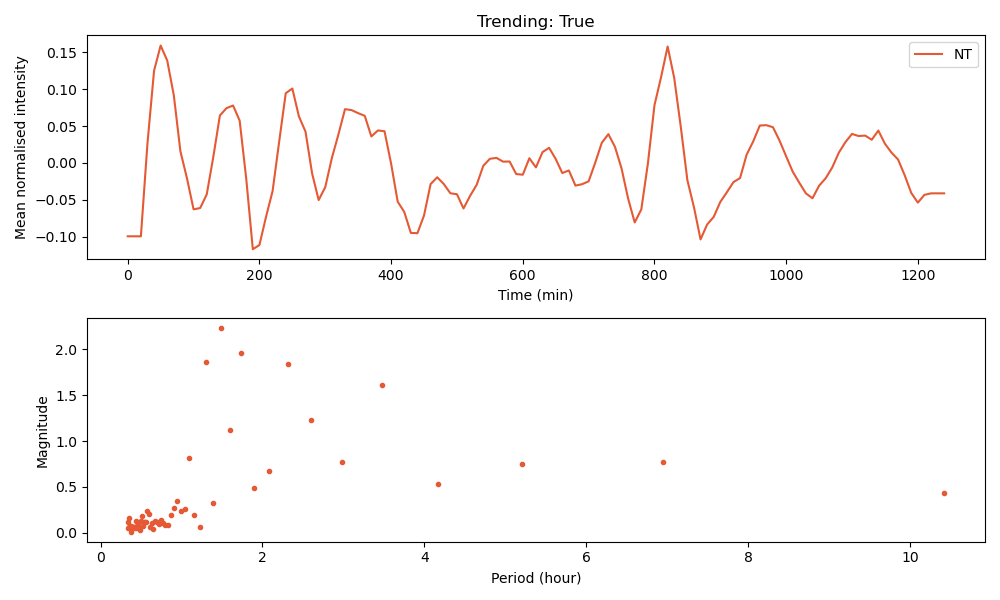 Trending: True
Mean normalised intensity
0.15
0.10
0.05
0.00
−0.05
−0.10
NT
0 200 400 600 800 1000 1200
Time (min)
Magnitude
2.0
1.5
1.0
0.5
0.0
0 2 4 6 8 10
Period (hour)